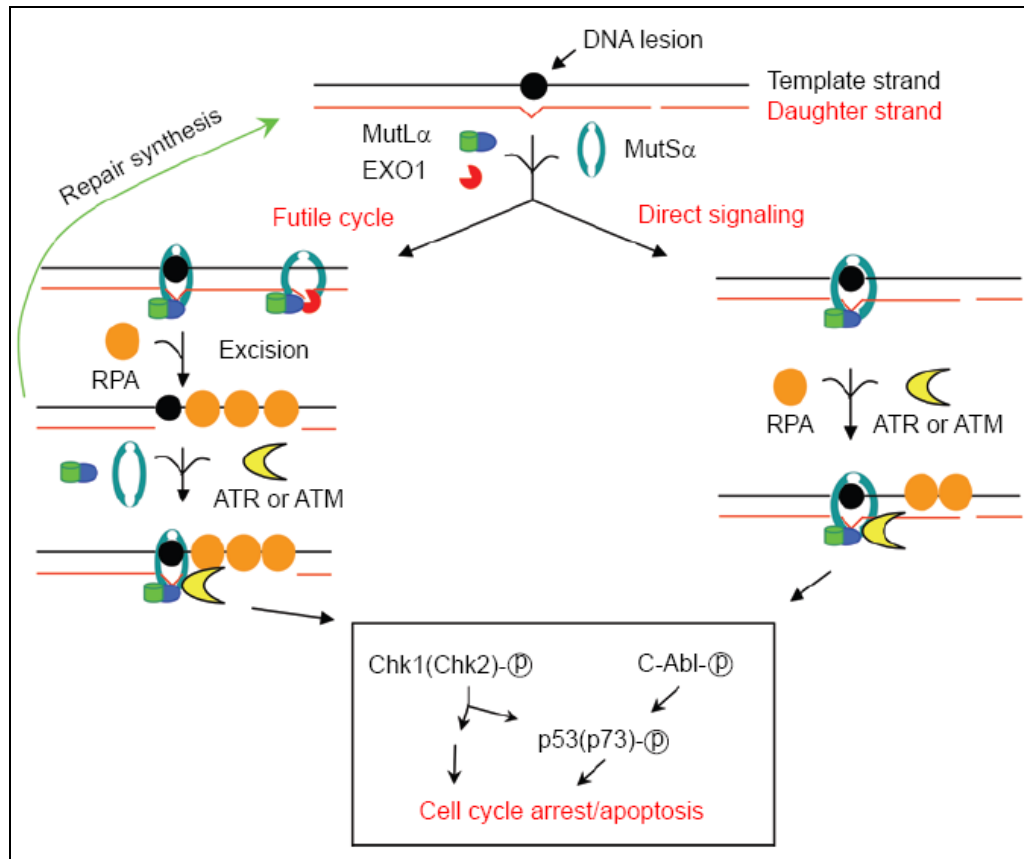 DNA lesion
Template strand
Daughter strand
MutLα
EXO1
MutSα
Repair synthesis
Futile cycle
Direct signaling
RPA
Excision
RPA
ATR or ATM
ATR or ATM
Chk1(Chk2)-ⓟ
C-Abl-ⓟ
p53(p73)-ⓟ
Cell cycle arrest/apoptosis